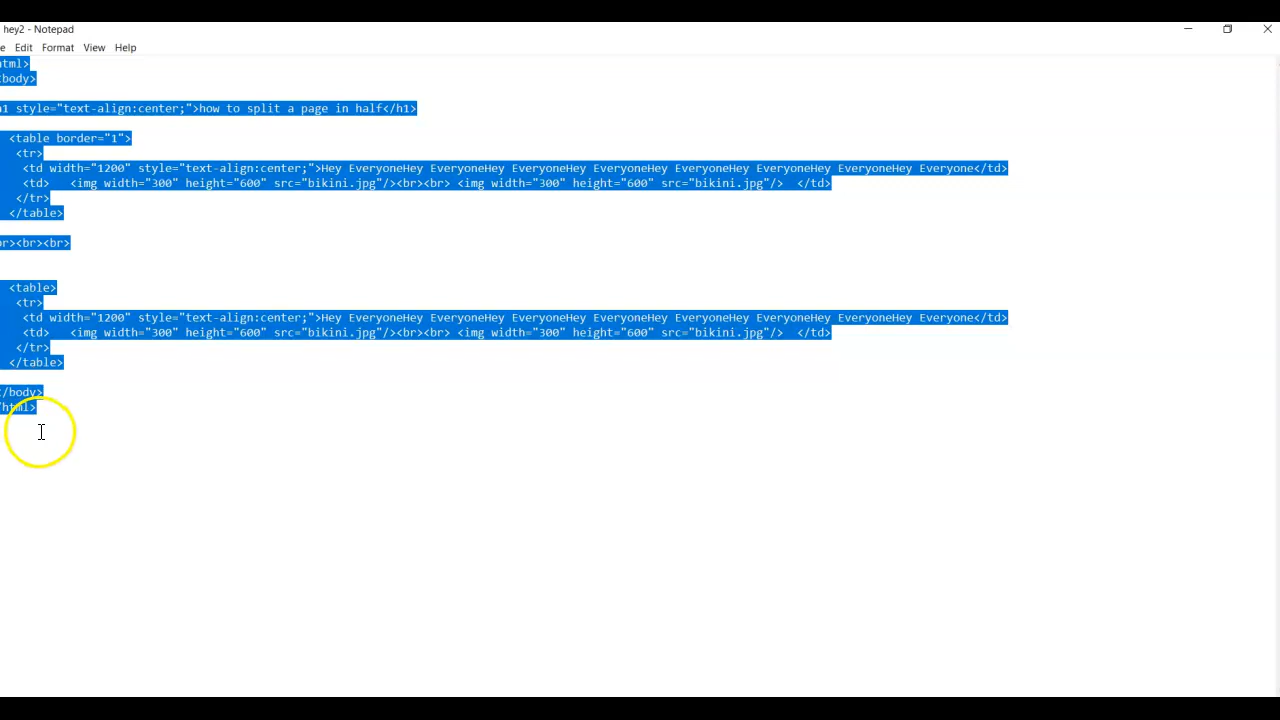 hey2 - Notepad
e Edit Format View Help
html>
body>
h1 style="text-align:center;">how to split a page in half</h1>
<table border="1">
<tr>
<td width="1200" style="text-align:center;">Hey EveryoneHey EveryoneHey EveryoneHey EveryoneHey EveryoneHey EveryoneHey EveryoneHey Everyone</td>
<td>   <img width="300" height="600" src="bikini.jpg"/><br><br> <img width="300" height="600" src="bikini.jpg"/>  </td>
</tr>
</table>
br><br><br>
<table>
<tr>
<td width="1200" style="text-align:center;">Hey EveryoneHey EveryoneHey EveryoneHey EveryoneHey EveryoneHey EveryoneHey EveryoneHey Everyone</td>
<td>   <img width="300" height="600" src="bikini.jpg"/><br><br> <img width="300" height="600" src="bikini.jpg"/>  </td>
</tr>
</table>
</body>
/html>